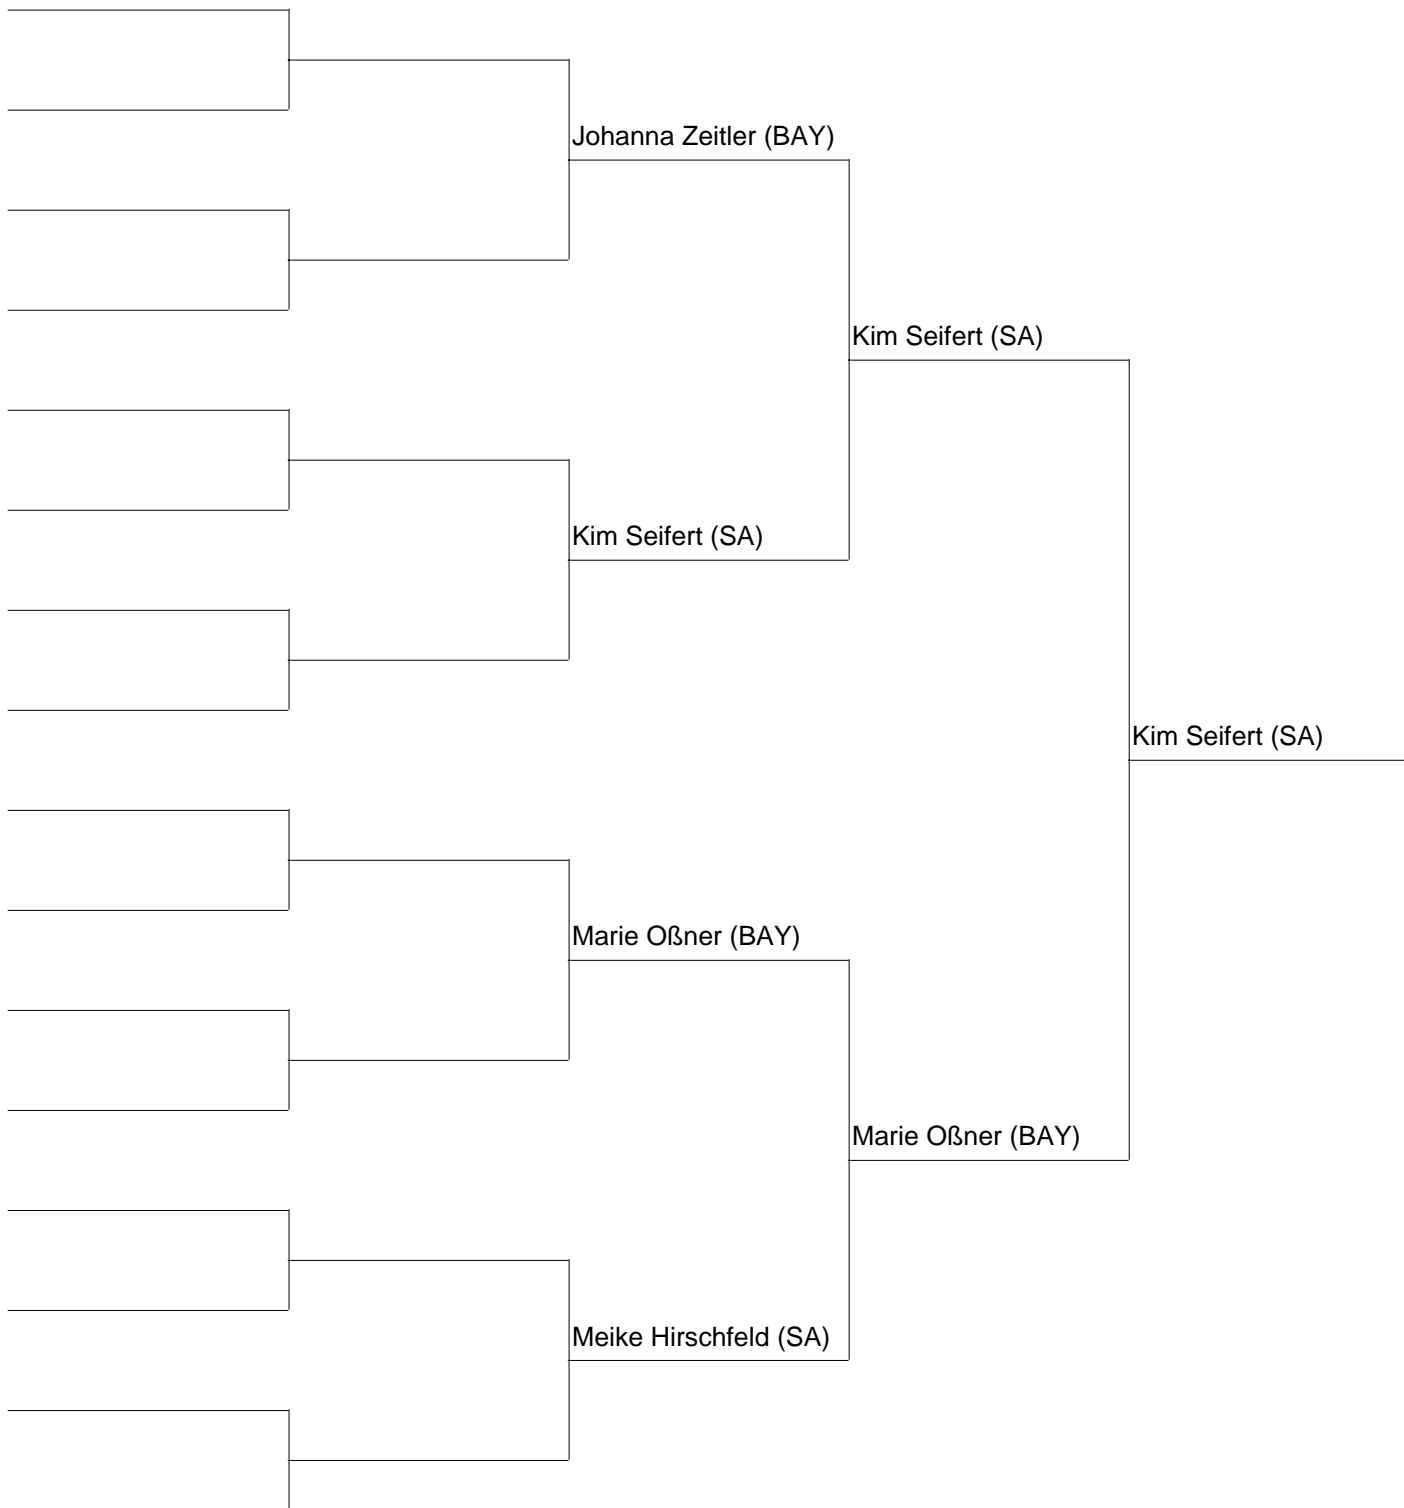 Johanna Zeitler (BAY)
Kim Seifert (SA)
Kim Seifert (SA)
Kim Seifert (SA)
Marie Oßner (BAY)
Marie Oßner (BAY)
Meike Hirschfeld (SA)